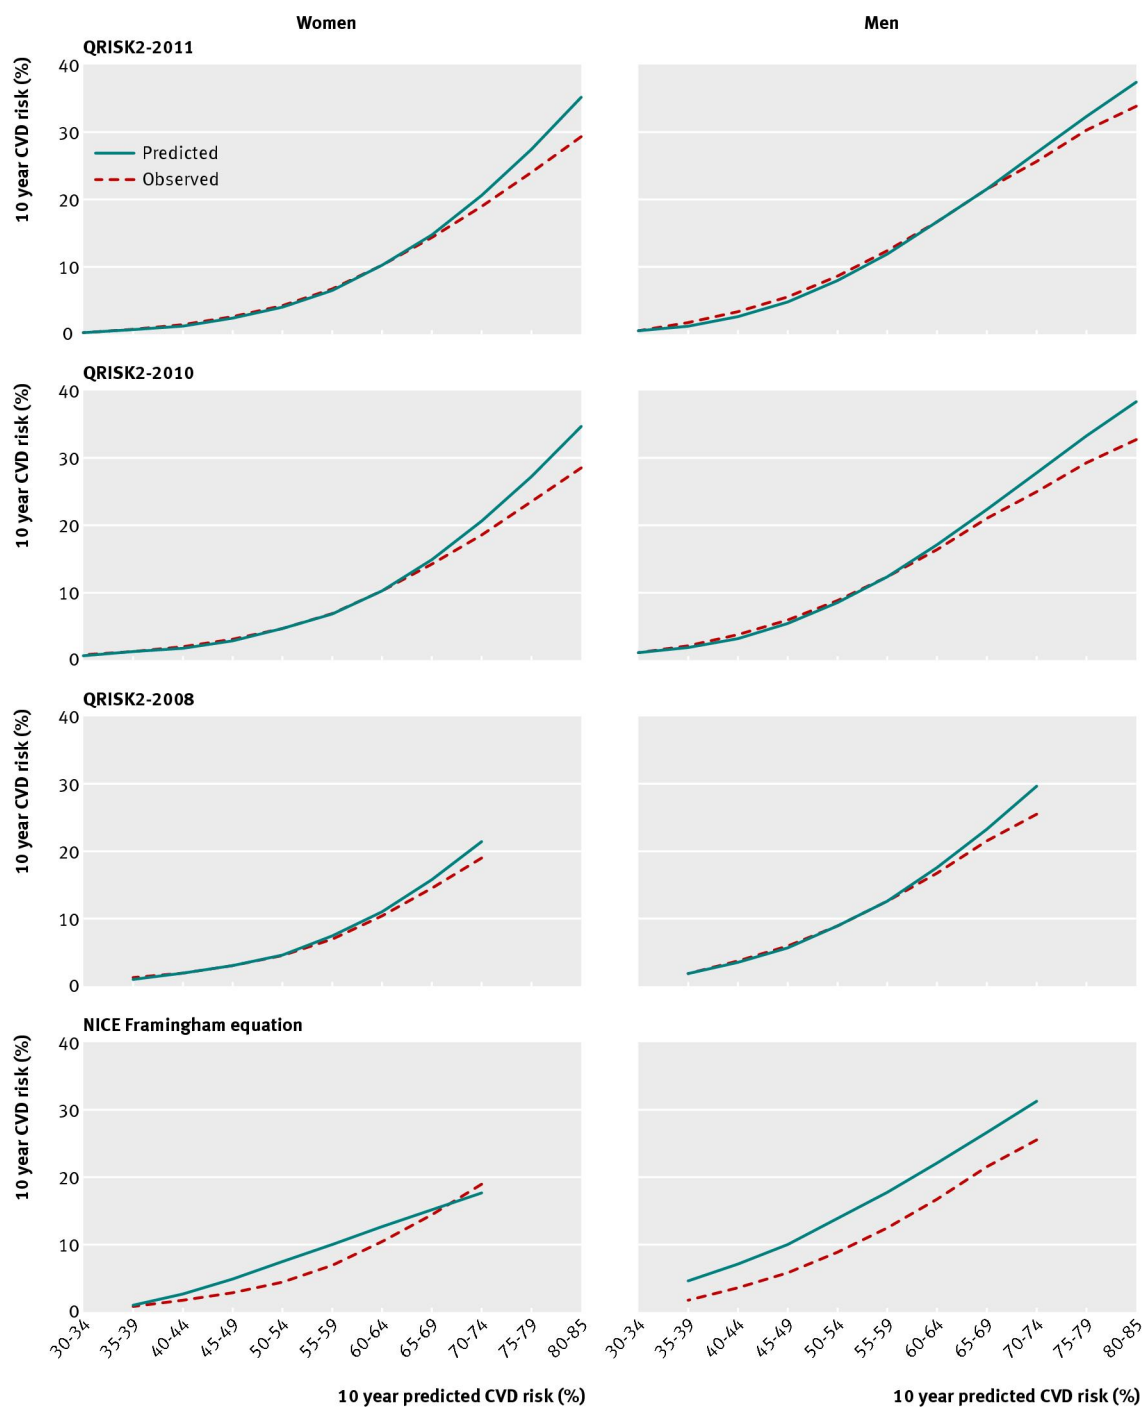 Women
Men
QRISK2-2011
10 year CVD risk (%)
40
30
20
10
0
Predicted
Observed
QRISK2-2010
10 year CVD risk (%)
40
30
20
10
0
QRISK2-2008
10 year CVD risk (%)
40
30
20
10
0
NICE Framingham equation
10 year CVD risk (%)
40
30
20
10
0
30-34 35-39 40-44 45-49 50-54 55-59 60-64 65-69 70-74 75-79 80-85
30-34 35-39 40-44 45-49 50-54 55-59 60-64 65-69 70-74 75-79 80-85
10 year predicted CVD risk (%)
10 year predicted CVD risk (%)